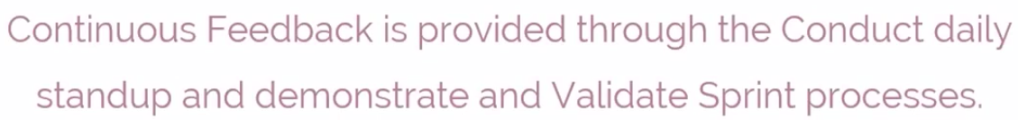 Continuous Feedback is provided through the Conduct daily
standup and demonstrate and Validate Sprint processes.